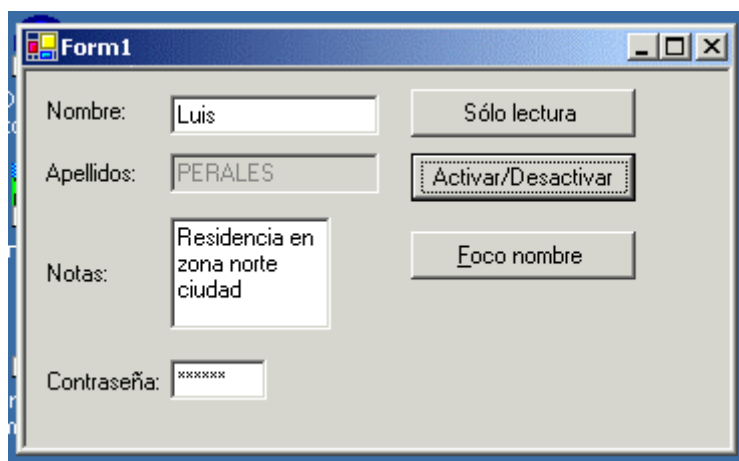 Form1
Nombre: Luis Sólo lectura
Apellidos: PERALES Activar/Desactivar
Notas: Residencia en
zona norte
ciudad
Foco nombre
Contraseña: ******